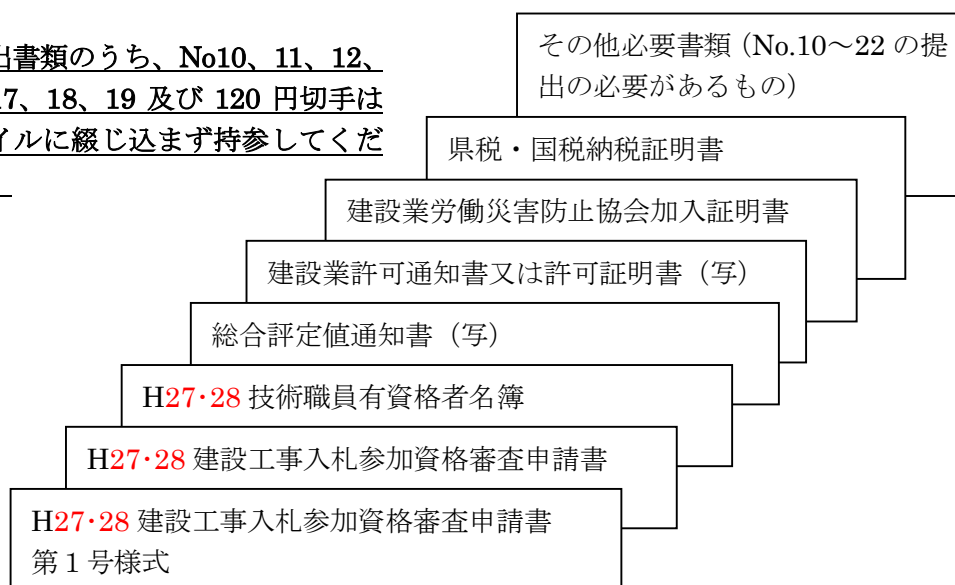 出書類のうち、No10、11、12、
17、18、19 及び 120 円切手は
イルに綴じ込まず持参してくだ
その他必要書類（No.10～22 の提
出の必要があるもの）
県税・国税納税証明書
建設業労働災害防止協会加入証明書
建設業許可通知書又は許可証明書（写）
総合評定値通知書（写）
H27･28 技術職員有資格者名簿
H27･28 建設工事入札参加資格審査申請書
H27･28 建設工事入札参加資格審査申請書
第 1 号様式